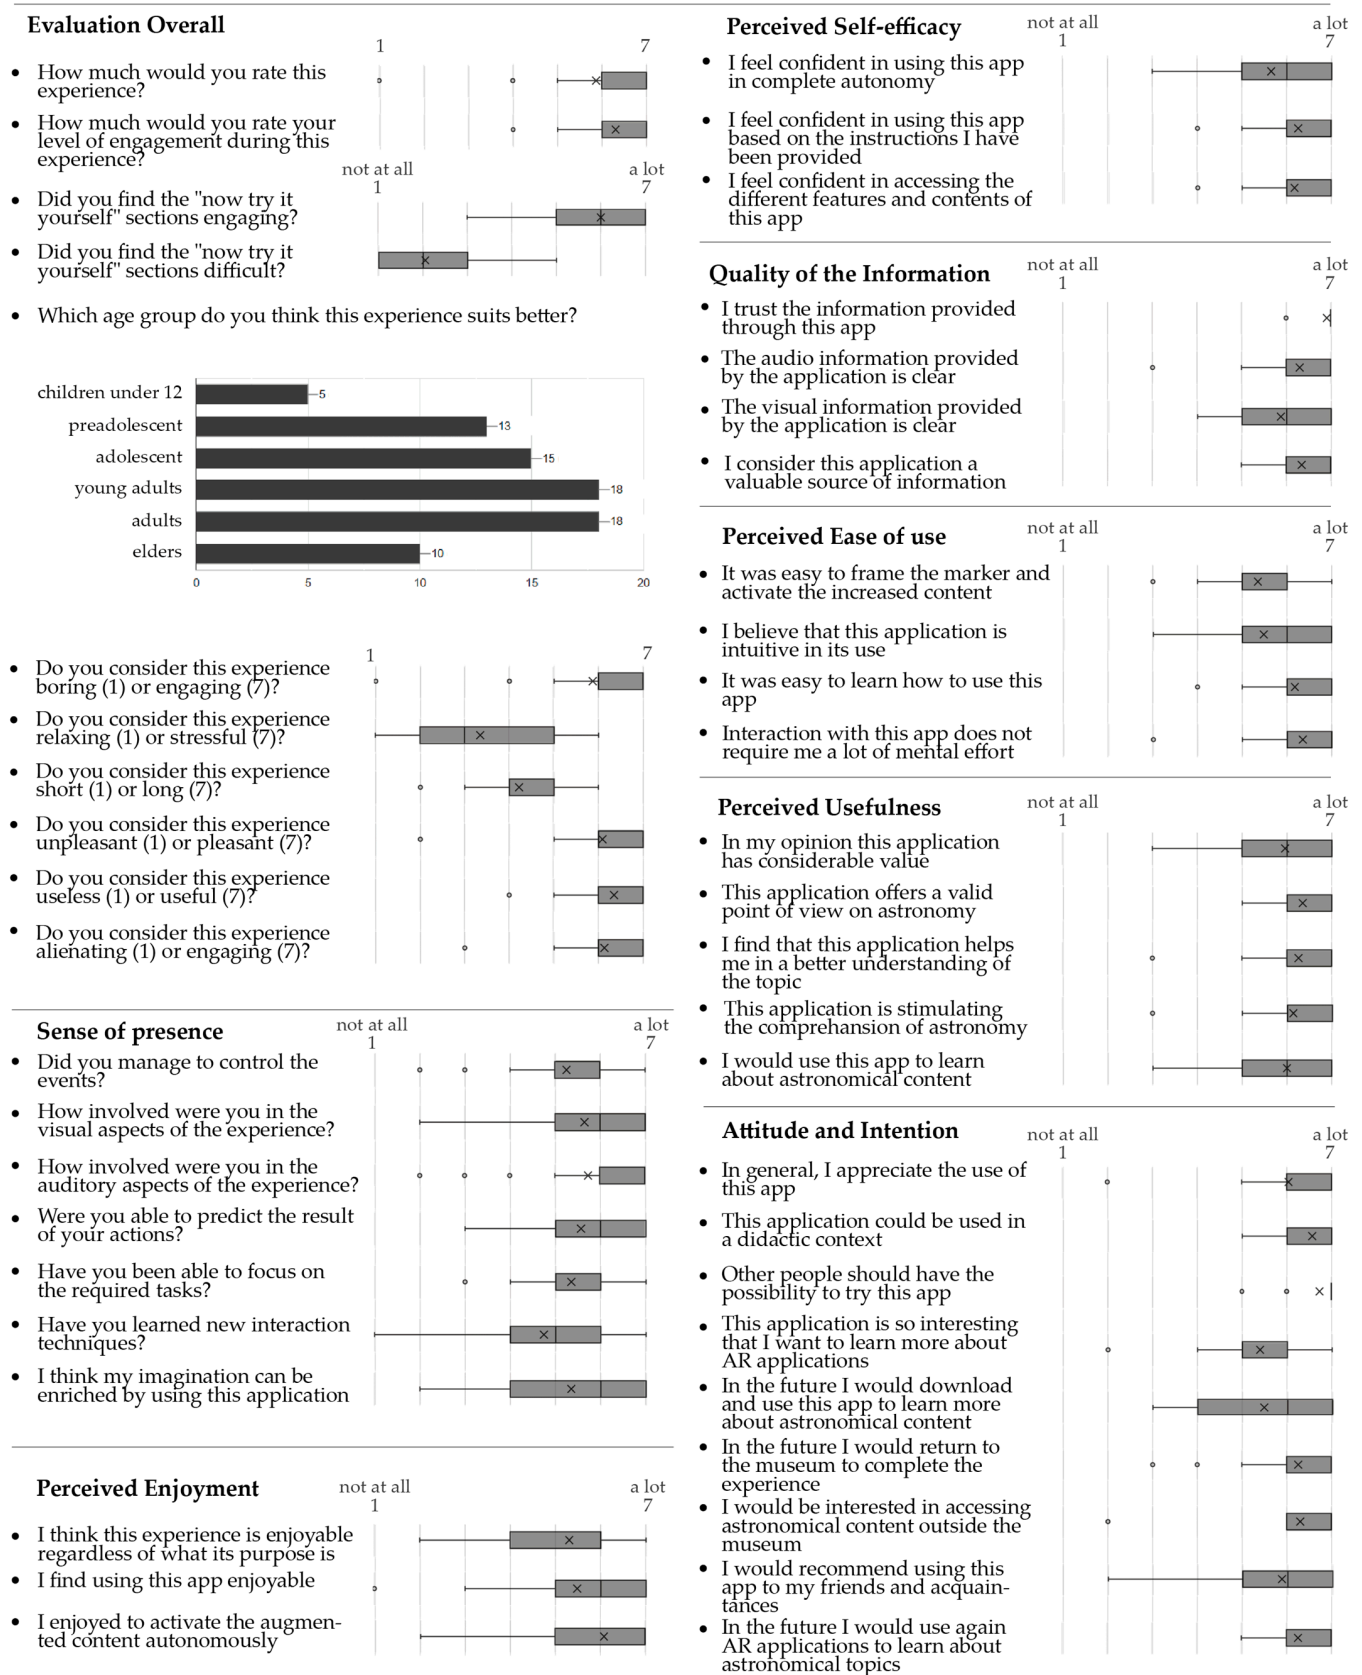 Evaluation Overall
1 7
How much would you rate this
experience?
How much would you rate your
level of engagement during this
experience?
not at all a lot
1 7
Did you find the "now try it
yourself" sections engaging?
Did you find the "now try it
yourself" sections difficult?
Which age group do you think this experience suits better?
children under 12 5
preadolescent 13
adolescent 15
young adults 18
adults 18
elders 10
0 5 10 15 20
1 7
Do you consider this experience
boring (1) or engaging (7)?
Do you consider this experience
relaxing (1) or stressful (7)?
Do you consider this experience
short (1) or long (7)?
Do you consider this experience
unpleasant (1) or pleasant (7)?
Do you consider this experience
useless (1) or useful (7)?
Do you consider this experience
alienating (1) or engaging (7)?
Sense of presence
not at all a lot
1 7
Did you manage to control the
events?
How involved were you in the
visual aspects of the experience?
How involved were you in the
auditory aspects of the experience?
Were you able to predict the result
of your actions?
Have you been able to focus on
the required tasks?
Have you learned new interaction
techniques?
I think my imagination can be
enriched by using this application
Perceived Enjoyment
not at all a lot
1 7
I think this experience is enjoyable
regardless of what its purpose is
I find using this app enjoyable
I enjoyed to activate the augmen-
ted content autonomously
Perceived Self-efficacy
not at all a lot
1 7
I feel confident in using this app
in complete autonomy
I feel confident in using this app
based on the instructions I have
been provided
I feel confident in accessing the
different features and contents of
this app
Quality of the Information
not at all a lot
1 7
I trust the information provided
through this app
The audio information provided
by the application is clear
The visual information provided
by the application is clear
I consider this application a
valuable source of information
Perceived Ease of use
not at all a lot
1 7
It was easy to frame the marker and
activate the increased content
I believe that this application is
intuitive in its use
It was easy to learn how to use this
app
Interaction with this app does not
require me a lot of mental effort
Perceived Usefulness
not at all a lot
1 7
In my opinion this application
has considerable value
This application offers a valid
point of view on astronomy
I find that this application helps
me in a better understanding of
the topic
This application is stimulating
the comprehansion of astronomy
I would use this app to learn
about astronomical content
Attitude and Intention
not at all a lot
1 7
In general, I appreciate the use of
this app
This application could be used in
a didactic context
Other people should have the
possibility to try this app
This application is so interesting
that I want to learn more about
AR applications
In the future I would download
and use this app to learn more
about astronomical content
In the future I would return to
the museum to complete the
experience
I would be interested in accessing
astronomical content outside the
museum
I would recommend using this
app to my friends and acquain-
tances
In the future I would use again
AR applications to learn about
astronomical topics